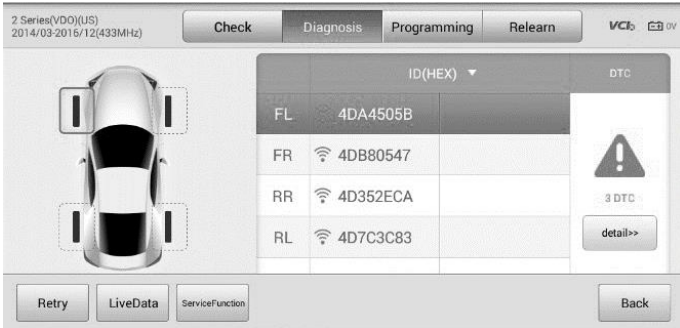 2 Series(VDO)(US)
2014/03-2016/12(433MHz)
Check
Diagnosis
Programming
Relearn
VCI
0V
ID(HEX) ▼
DTC
FL 4DA4505B
FR 4DB80547
RR 4D352ECA
RL 4D7C3C83
3 DTC
detail>>
Retry
LiveData
ServiceFunction
Back